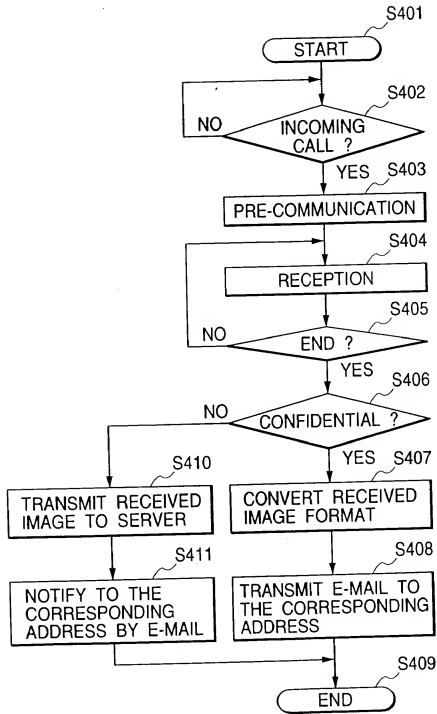 S401
START
S402
NO
INCOMING
CALL ?
YES
S403
PRE-COMMUNICATION
S404
RECEPTION
S405
NO
END ?
YES
S406
NO
CONFIDENTIAL ?
YES
S410
S407
TRANSMIT RECEIVED
IMAGE TO SERVER
CONVERT RECEIVED
IMAGE FORMAT
S411
S408
NOTIFY TO THE
CORRESPONDING
ADDRESS BY E-MAIL
TRANSMIT E-MAIL TO
THE CORRESPONDING
ADDRESS
S409
END